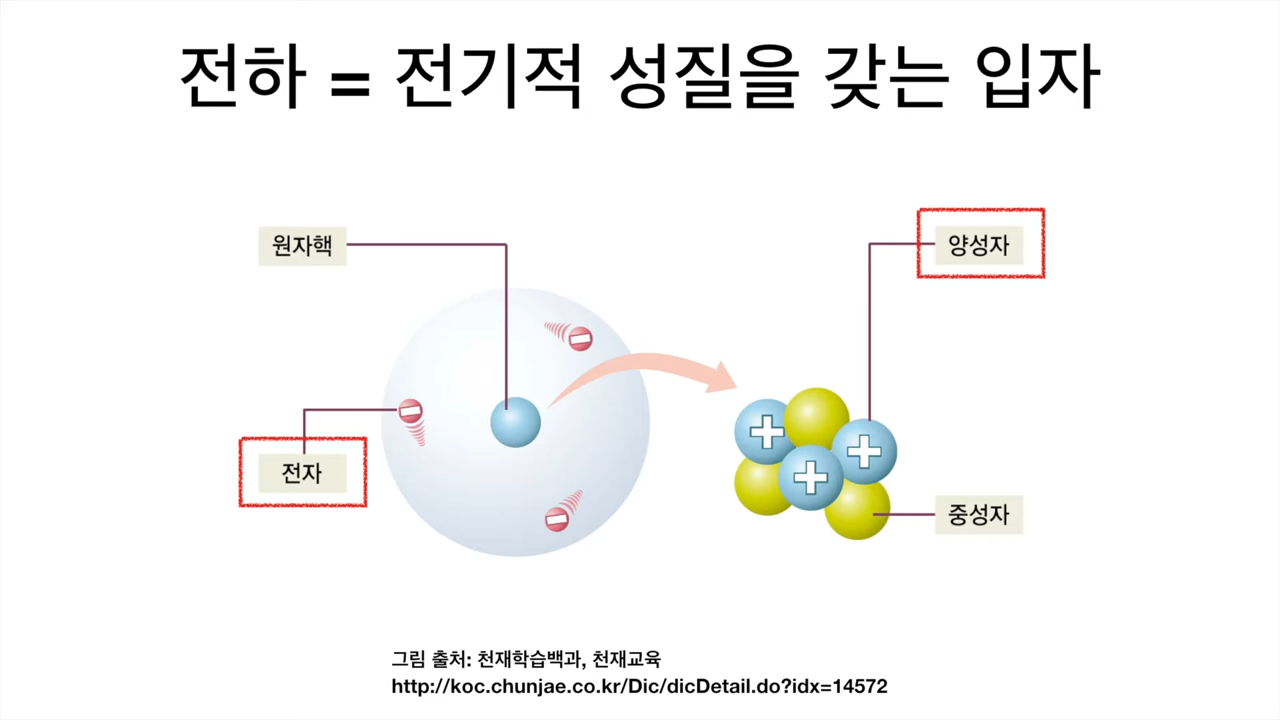 전하 = 전기적 성질을 갖는 입자
원자핵
양성자
전자
중성자
그림 출처: 천재학습백과, 천재교육
http://koc.chunjae.co.kr/Dic/dicDetail.do?idx=14572